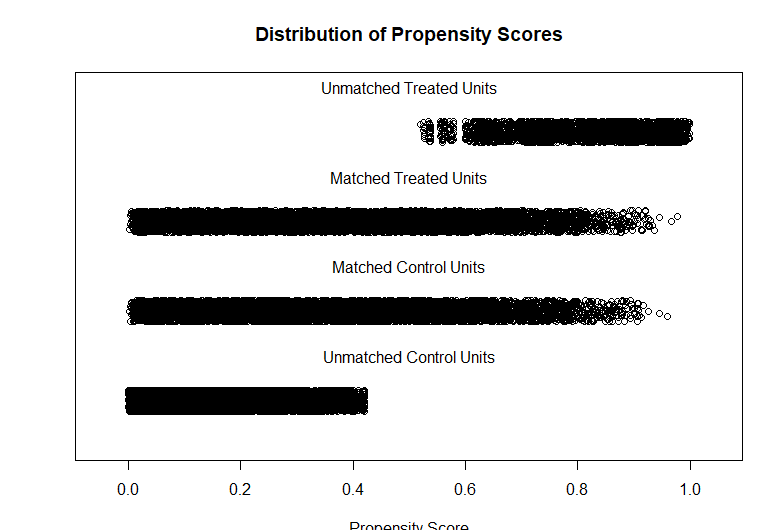 Distribution of Propensity Scores
Unmatched Treated Units
Matched Treated Units
Matched Control Units
Unmatched Control Units
0.0 0.2 0.4 0.6 0.8 1.0
Propensity Score